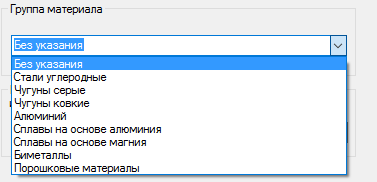 Группа материала
Без указания
Без указания
Стали углеродные
Чугуны серые
Чугуны ковкие
Алюминий
Сплавы на основе алюминия
Сплавы на основе магния
Биметаллы
Порошковые материалы